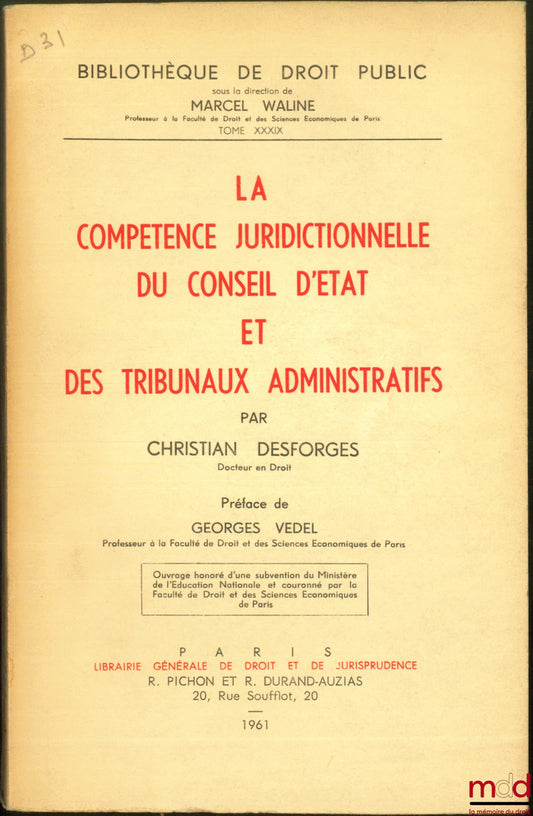 D 31
BIBLIOTHÈQUE DE DROIT PUBLIC
sous la direction de
MARCEL WALINE
Professeur à la Faculté de Droit et des Sciences Economiques de Paris
TOME XXXIX
LA
COMPETENCE JURIDICTIONNELLE
DU CONSEIL D'ETAT
ET
DES TRIBUNAUX ADMINISTRATIFS
PAR
CHRISTIAN DESFORGES
Docteur en Droit
Préface de
GEORGES VEDEL
Professeur à la Faculté de Droit et des Sciences Economiques de Paris
Ouvrage honoré d'une subvention du Ministère
de l'Education Nationale et couronné par la
Faculté de Droit et des Sciences Economiques
de Paris
PARIS
LIBRAIRIE GÉNÉRALE DE DROIT ET DE JURISPRUDENCE
R. PICHON ET R. DURAND-AUZIAS
20, Rue Soufflot, 20
1961
mdd
la mémoire du droit